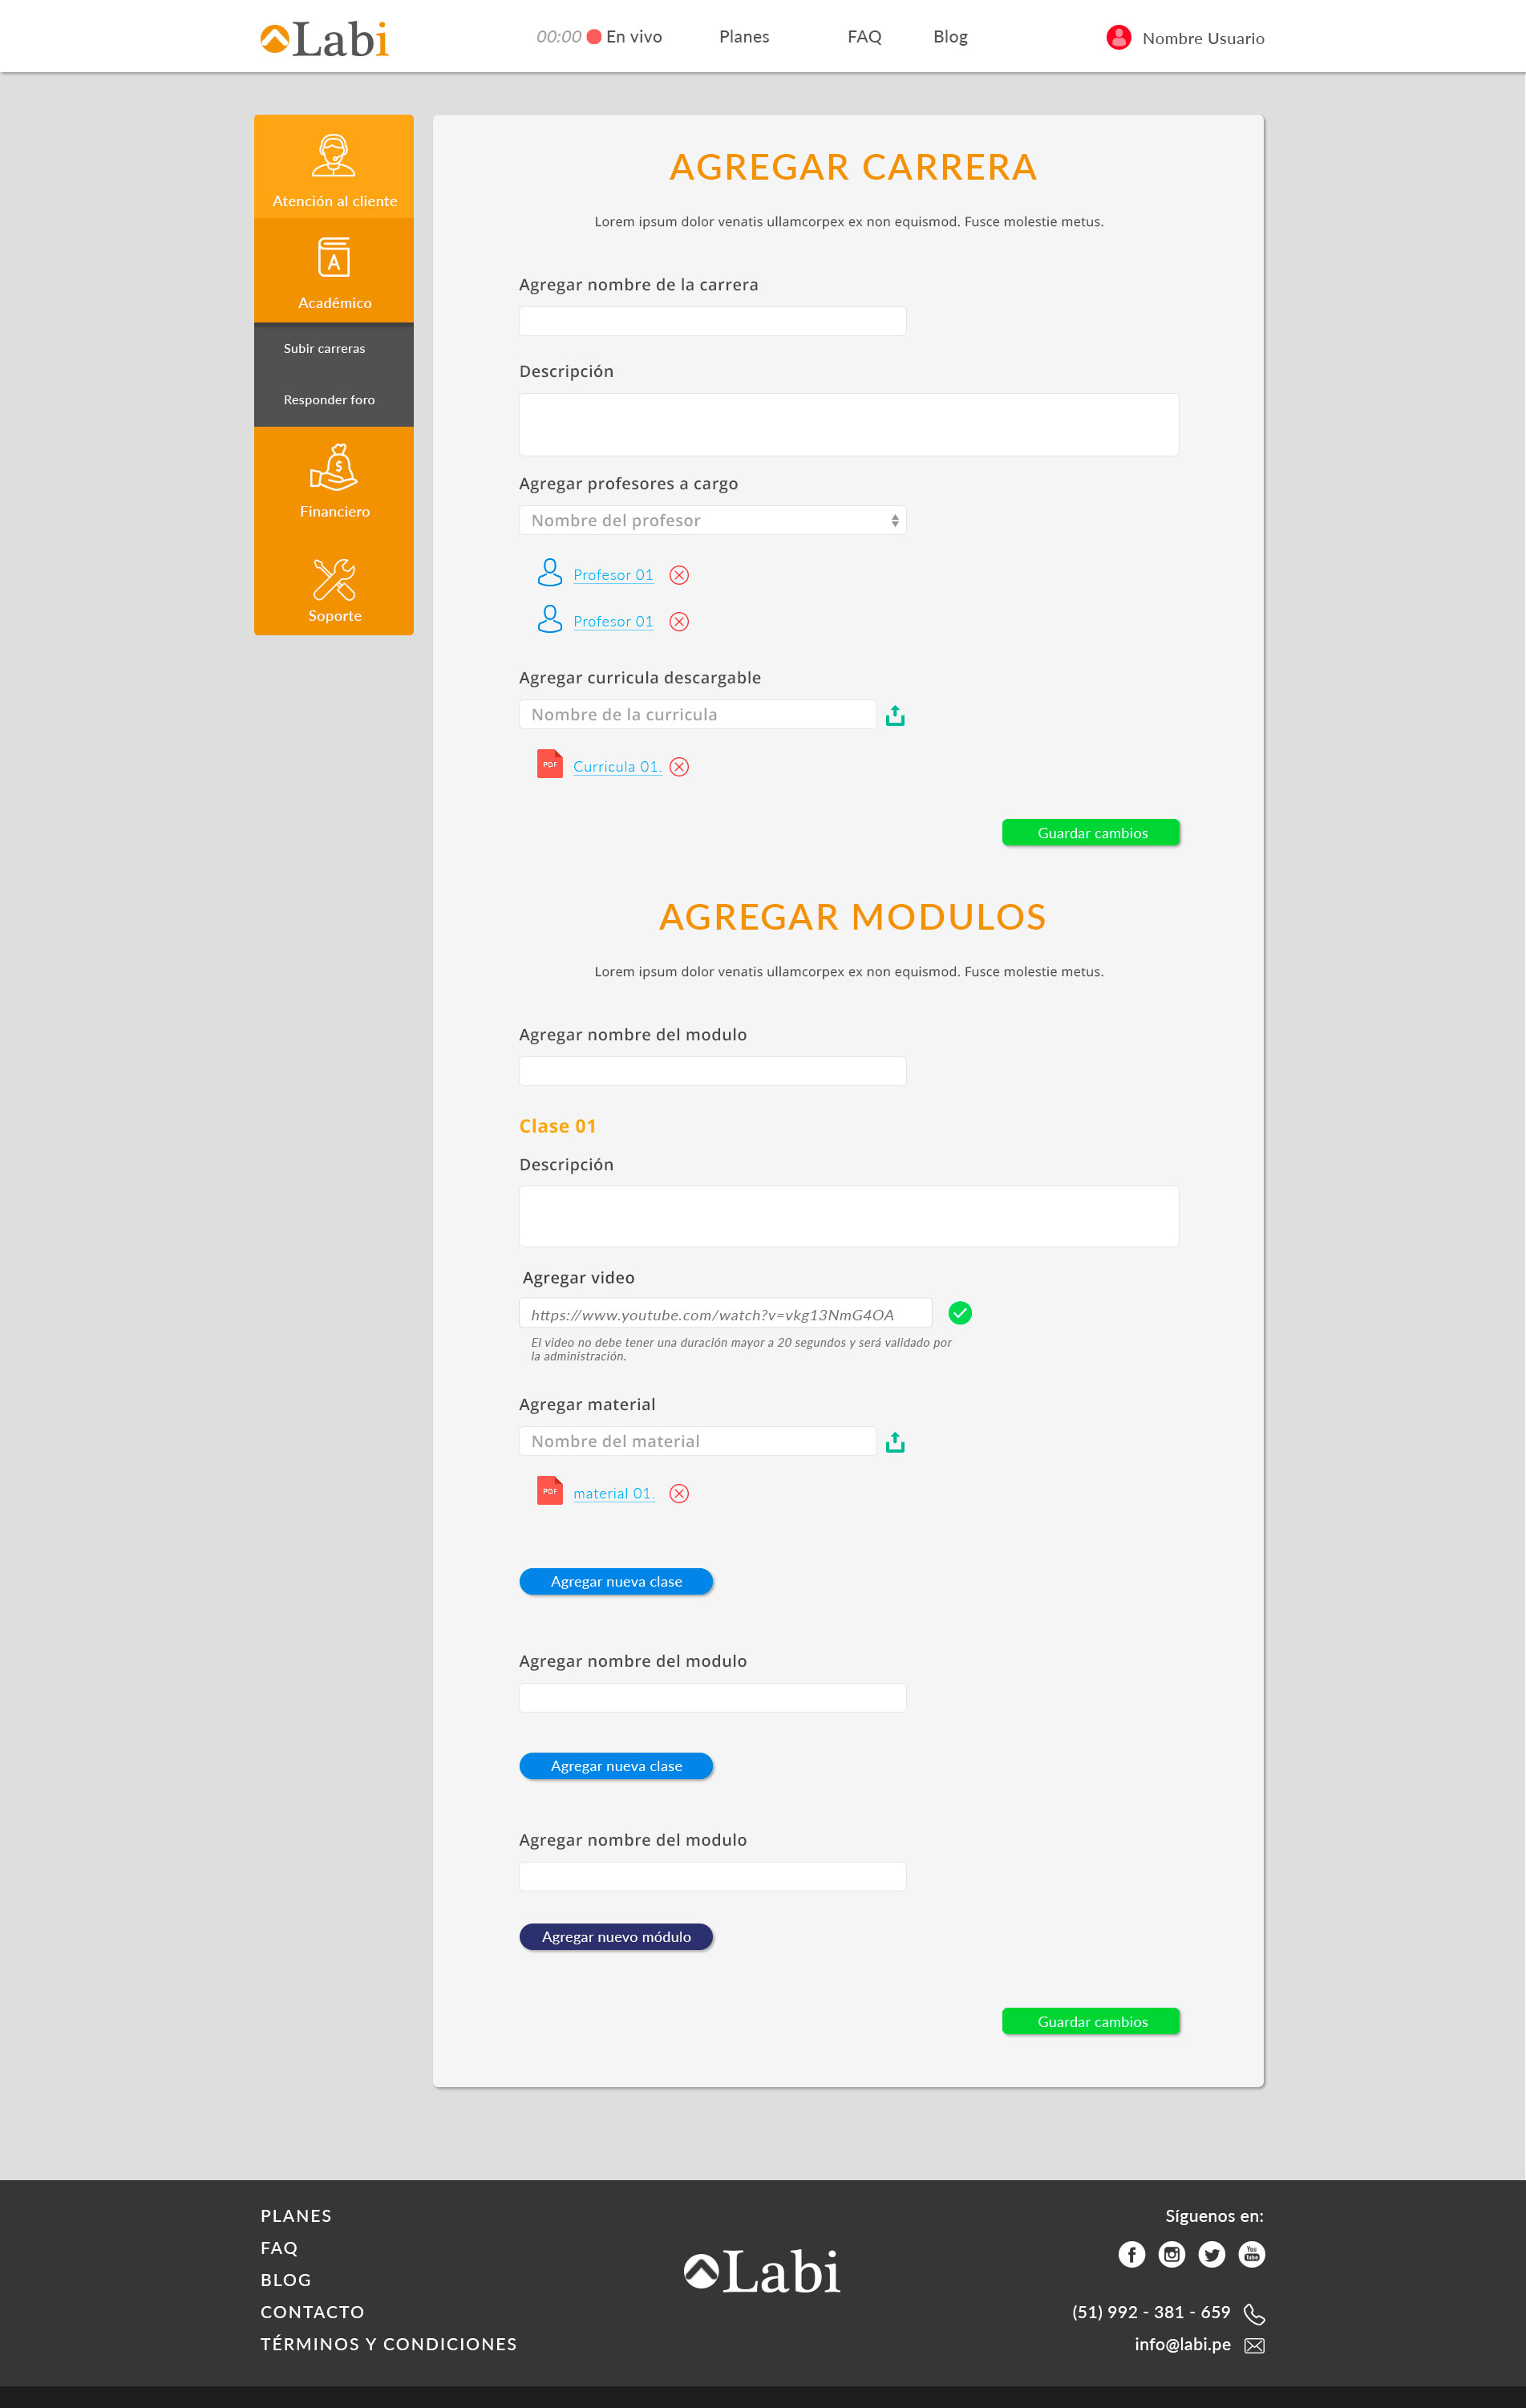 Labi
00:00 En vivo
Planes
FAQ
Blog
Nombre Usuario
Atención al cliente
A
Académico
Subir carreras
Responder foro
$
Financiero
Soporte
AGREGAR CARRERA
Lorem ipsum dolor venatis ullamcorpex ex non equismod. Fusce molestie metus.
Agregar nombre de la carrera
Descripción
Agregar profesores a cargo
Nombre del profesor
Profesor 01
Profesor 01
Agregar curricula descargable
Nombre de la curricula
PDF Curricula 01.
Guardar cambios
AGREGAR MODULOS
Lorem ipsum dolor venatis ullamcorpex ex non equismod. Fusce molestie metus.
Agregar nombre del modulo
Clase 01
Descripción
Agregar video
https://www.youtube.com/watch?v=vkg13NmG4OA
El video no debe tener una duración mayor a 20 segundos y será validado por
la administración.
Agregar material
Nombre del material
PDF material 01.
Agregar nueva clase
Agregar nombre del modulo
Agregar nueva clase
Agregar nombre del modulo
Agregar nuevo módulo
Guardar cambios
PLANES
FAQ
BLOG
CONTACTO
TÉRMINOS Y CONDICIONES
Labi
Síguenos en:
You
Tube
(51) 992 - 381 - 659
info@labi.pe